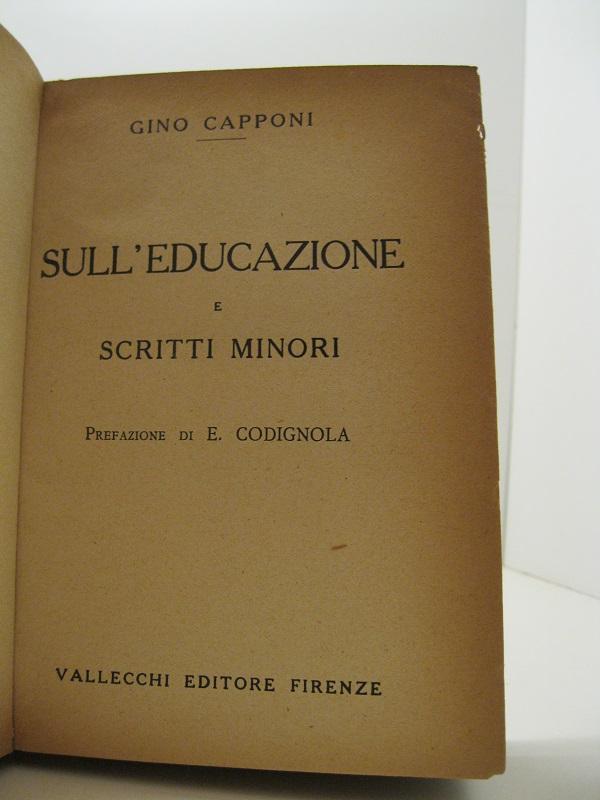 GINO CAPPONI
SULL'EDUCAZIONE
E
SCRITTI MINORI
PREFAZIONE DI E. CODIGNOLA
VALLECCHI EDITORE FIRENZE